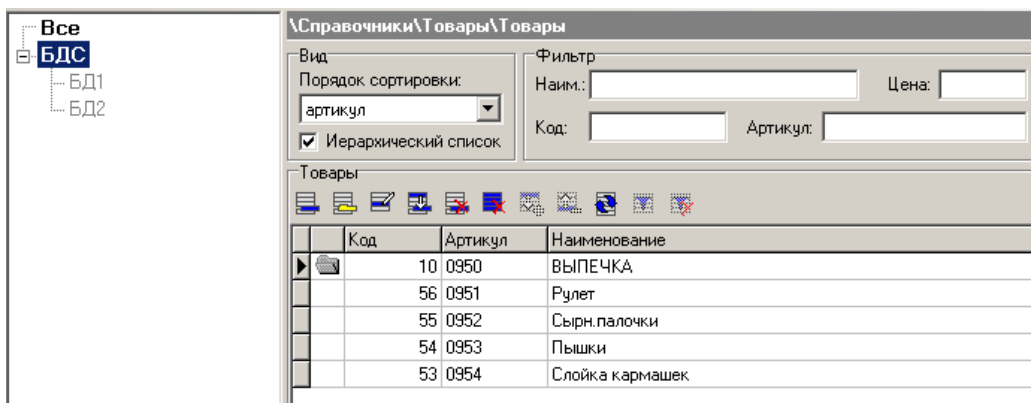 Все
БДС
БД1
БД2
\Справочники\Товары\Товары
Вид
Порядок сортировки:
артикул
Иерархический список
Фильтр
Наим.:
Цена:
Код:
Артикул:
Товары
Код Артикул Наименование
10 0950 ВЫПЕЧКА
56 0951 Рулет
55 0952 Сырн.палочки
54 0953 Пышки
53 0954 Слойка кармашек